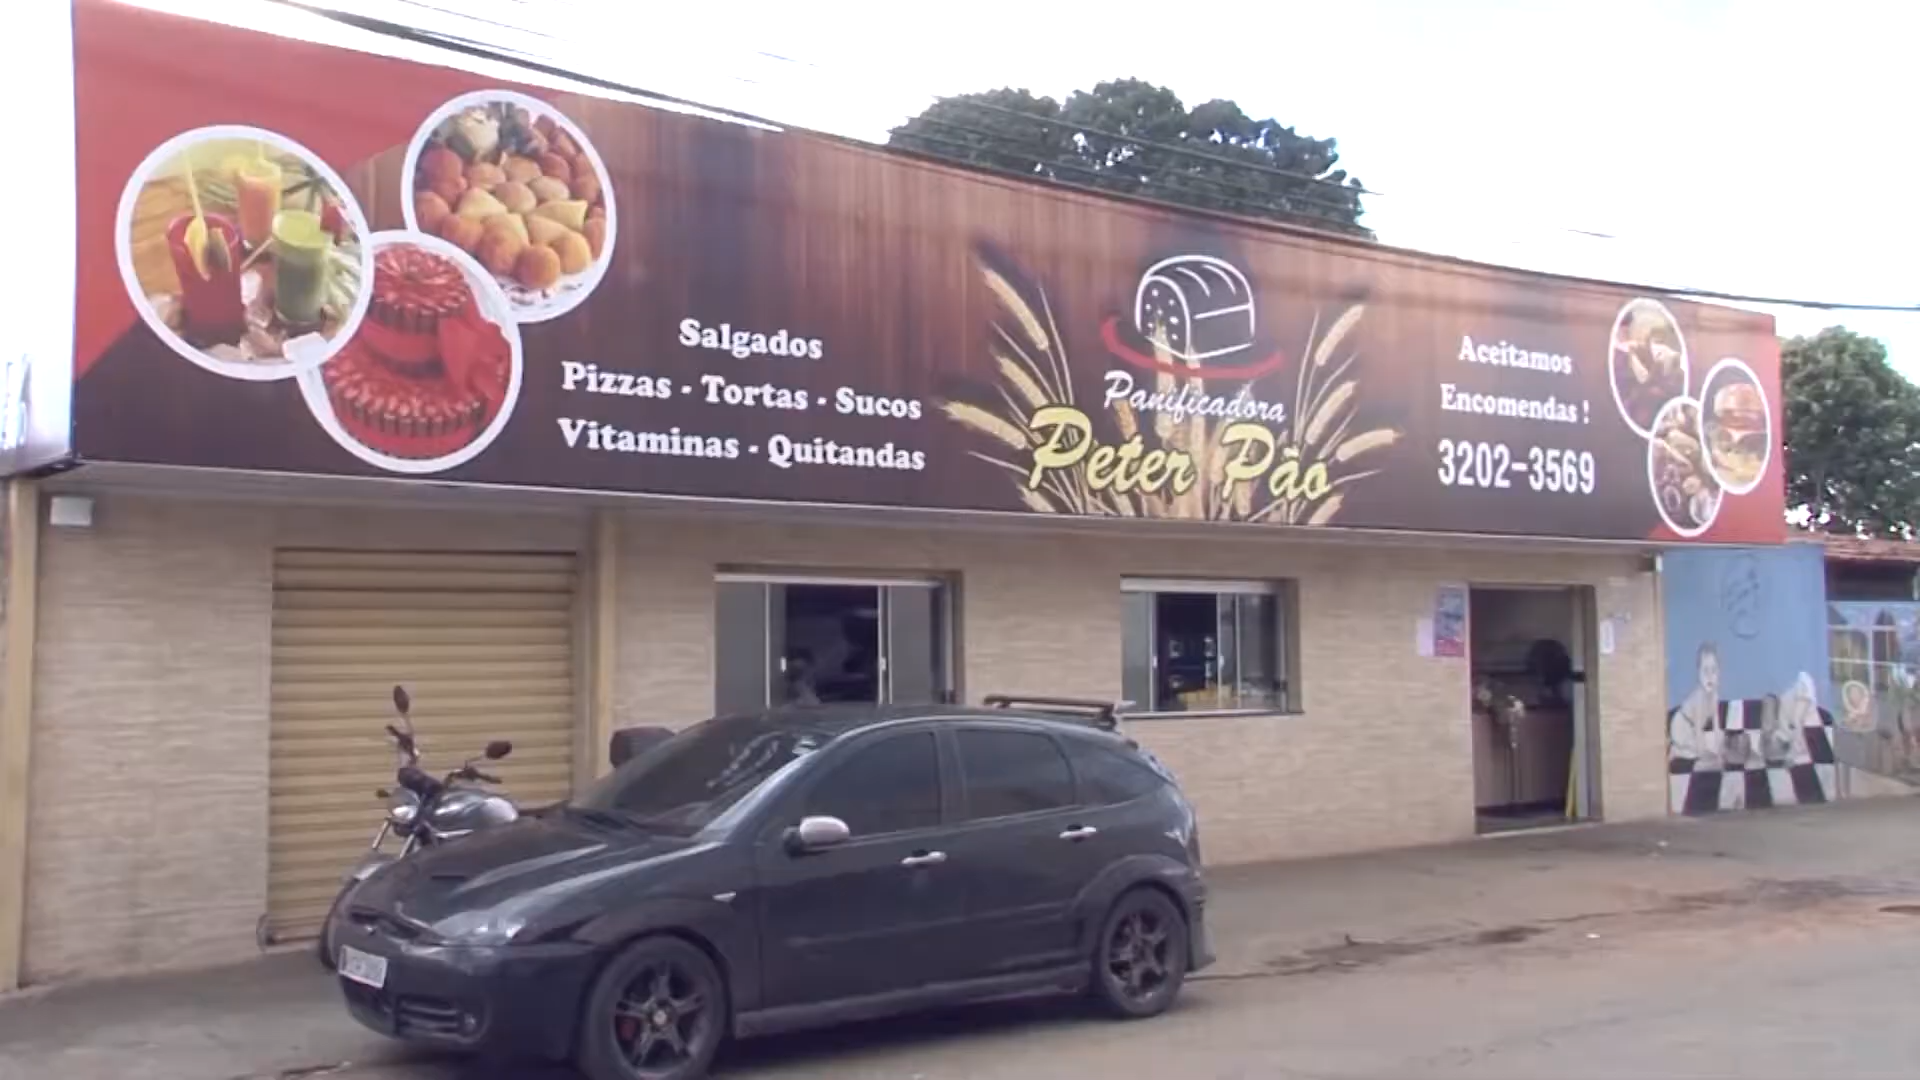 Salgados
Pizzas - Tortas - Sucos
Vitaminas - Quitandas
Panificadora
Peter Pão
Aceitamos
Encomendas !
3202-3569